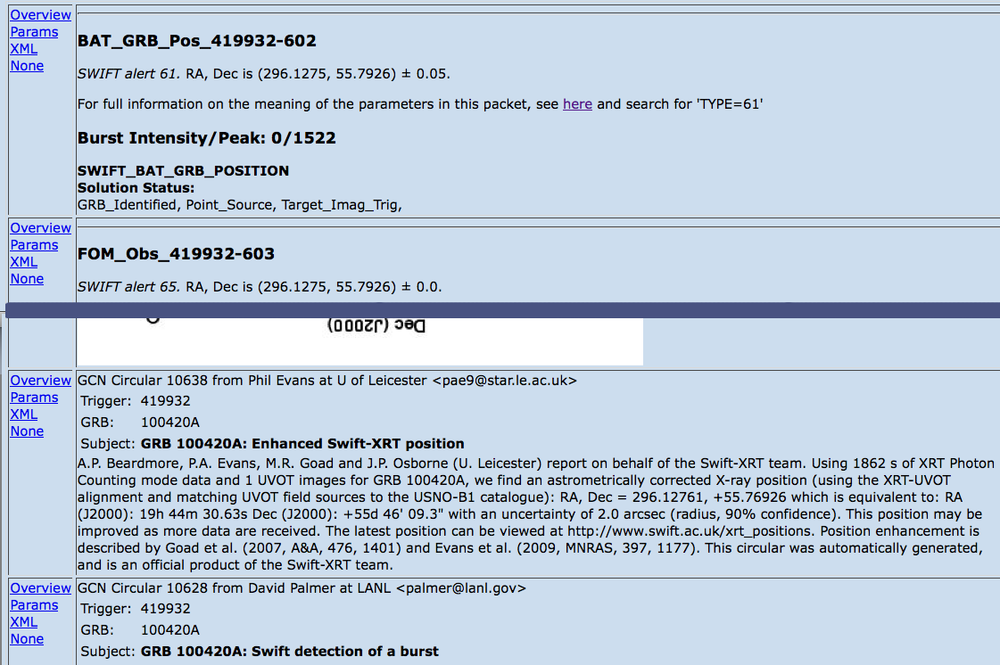 Overview
Params
XML
None
BAT_GRB_Pos_419932-602
SWIFT alert 61. RA, Dec is (296.1275, 55.7926) ± 0.05.
For full information on the meaning of the parameters in this packet, see here and search for 'TYPE=61'
Burst Intensity/Peak: 0/1522
SWIFT_BAT_GRB_POSITION
Solution Status:
GRB_Identified, Point_Source, Target_Imag_Trig,
Overview
Params
XML
None
FOM_Obs_419932-603
SWIFT alert 65. RA, Dec is (296.1275, 55.7926) ± 0.0.
Dec (J2000)
Overview
Params
XML
None
GCN Circular 10638 from Phil Evans at U of Leicester <pae9@star.le.ac.uk>
Trigger: 419932
GRB: 100420A
Subject: GRB 100420A: Enhanced Swift-XRT position
A.P. Beardmore, P.A. Evans, M.R. Goad and J.P. Osborne (U. Leicester) report on behalf of the Swift-XRT team. Using 1862 s of XRT Photon
Counting mode data and 1 UVOT images for GRB 100420A, we find an astrometrically corrected X-ray position (using the XRT-UVOT
alignment and matching UVOT field sources to the USNO-B1 catalogue): RA, Dec = 296.12761, +55.76926 which is equivalent to: RA
(J2000): 19h 44m 30.63s Dec (J2000): +55d 46' 09.3" with an uncertainty of 2.0 arcsec (radius, 90% confidence). This position may be
improved as more data are received. The latest position can be viewed at http://www.swift.ac.uk/xrt_positions. Position enhancement is
described by Goad et al. (2007, A&A, 476, 1401) and Evans et al. (2009, MNRAS, 397, 1177). This circular was automatically generated,
and is an official product of the Swift-XRT team.
Overview
Params
XML
None
GCN Circular 10628 from David Palmer at LANL <palmer@lanl.gov>
Trigger: 419932
GRB: 100420A
Subject: GRB 100420A: Swift detection of a burst